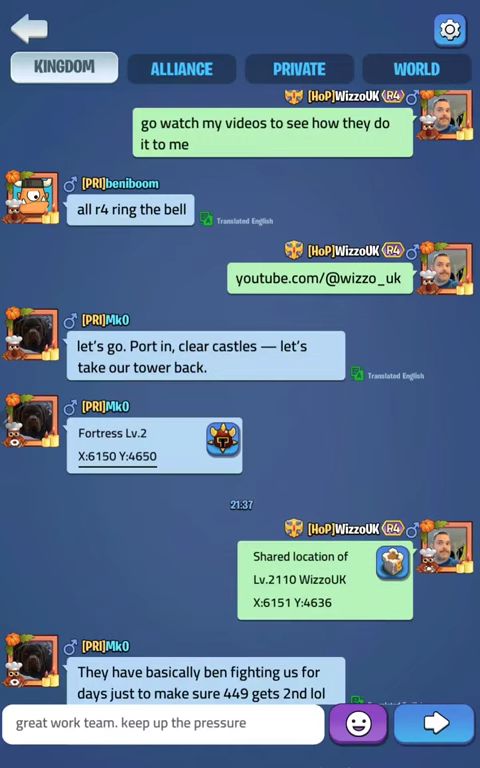 KINGDOM
ALLIANCE
PRIVATE
WORLD
[HoP]WizzoUK R4
go watch my videos to see how they do
it to me
[PRI]beniboom
all r4 ring the bell
Translated English
[HoP]WizzoUK R4
youtube.com/@wizzo_uk
[PRI]Mk0
let's go. Port in, clear castles — let's
take our tower back.
Translated English
[PRI]Mk0
Fortress Lv.2
X:6150 Y:4650
21:37
[HoP]WizzoUK R4
Shared location of
Lv.2110 WizzoUK
X:6151 Y:4636
[PRI]Mk0
They have basically ben fighting us for
days just to make sure 449 gets 2nd lol
great work team. keep up the pressure